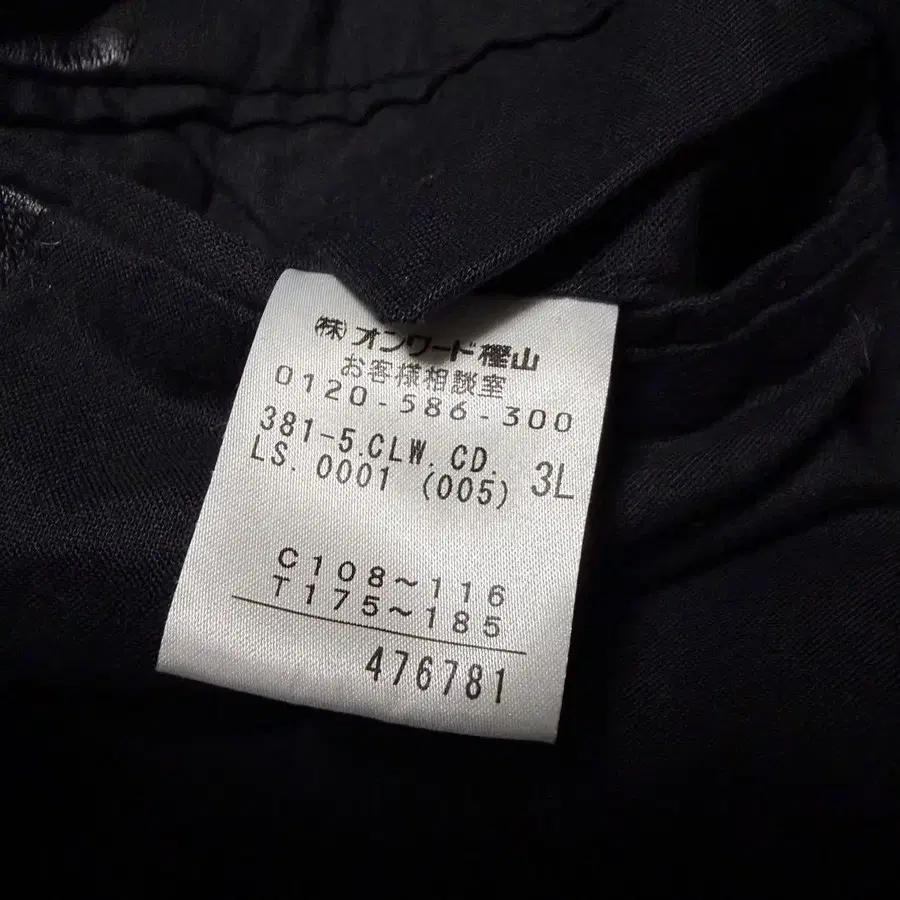 ㈱オンワード樫山
お客様相談室
0120-586-300
381-5.CLW.CD. 3L
LS.0001 (005)
C108～116
T175～185
476781